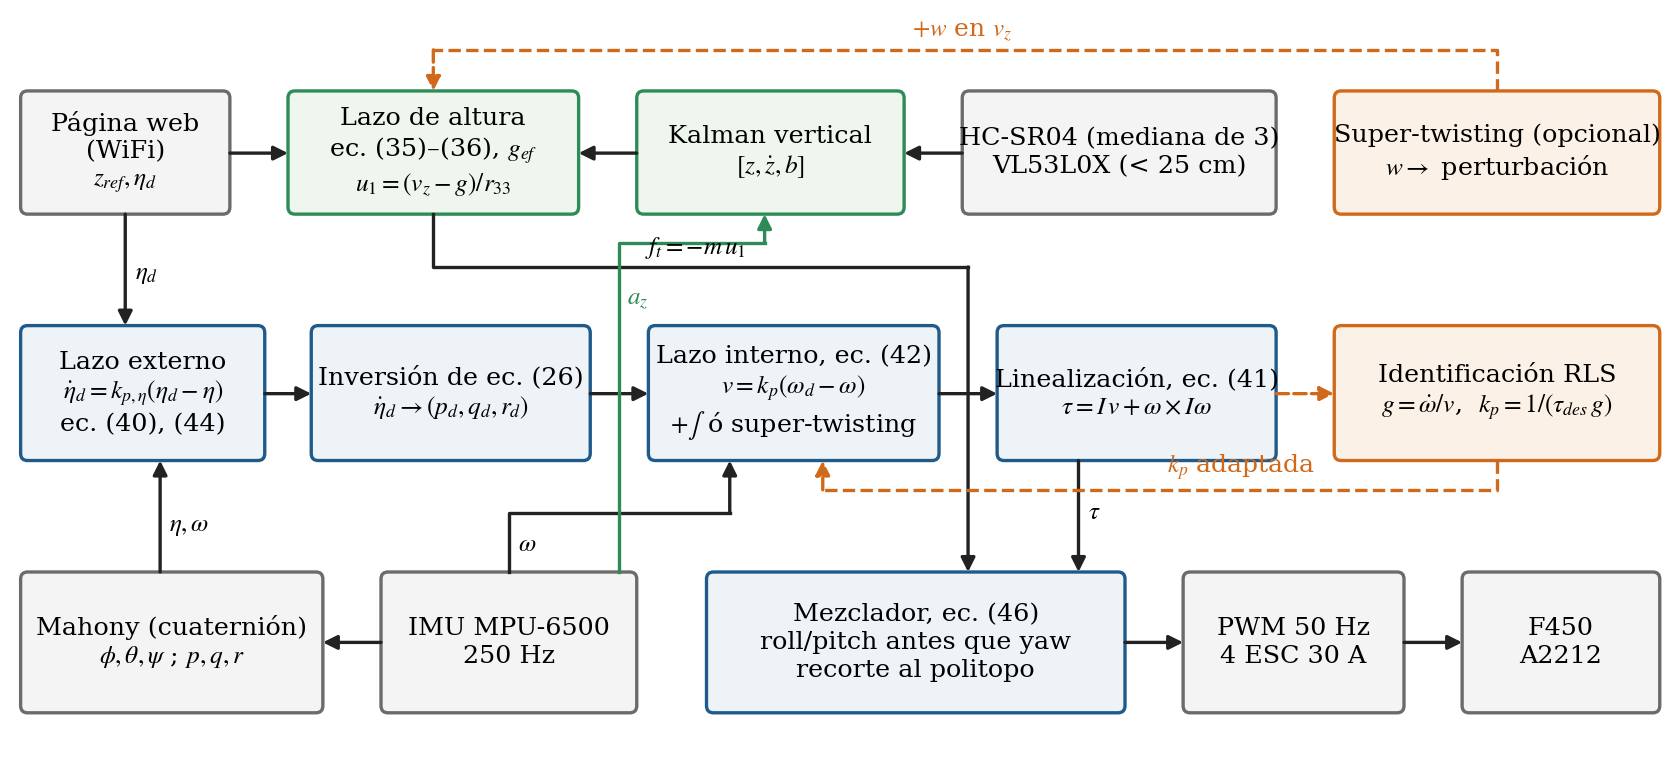 +w en v_z
Página web
(WiFi)
z_ref, η_d
Lazo de altura
ec. (35)–(36), g_ef
u₁ = (v_z − g)/r₃₃
Kalman vertical
[z, ż, b]
HC-SR04 (mediana de 3)
VL53L0X (< 25 cm)
Super-twisting (opcional)
w → perturbación
η_d
f_t = −m u₁
a_z
Lazo externo
η̇_d = k_{p,η}(η_d − η)
ec. (40), (44)
Inversión de ec. (26)
η̇_d → (p_d, q_d, r_d)
Lazo interno, ec. (42)
v = k_p(ω_d − ω)
+∫ ó super-twisting
Linealización, ec. (41)
τ = Iv + ω × Iω
Identificación RLS
g = ω̇/v, k_p = 1/(τ_des g)
k_p adaptada
η, ω
ω
τ
Mahony (cuaternión)
ϕ, θ, ψ ; p, q, r
IMU MPU-6500
250 Hz
Mezclador, ec. (46)
roll/pitch antes que yaw
recorte al politopo
PWM 50 Hz
4 ESC 30 A
F450
A2212